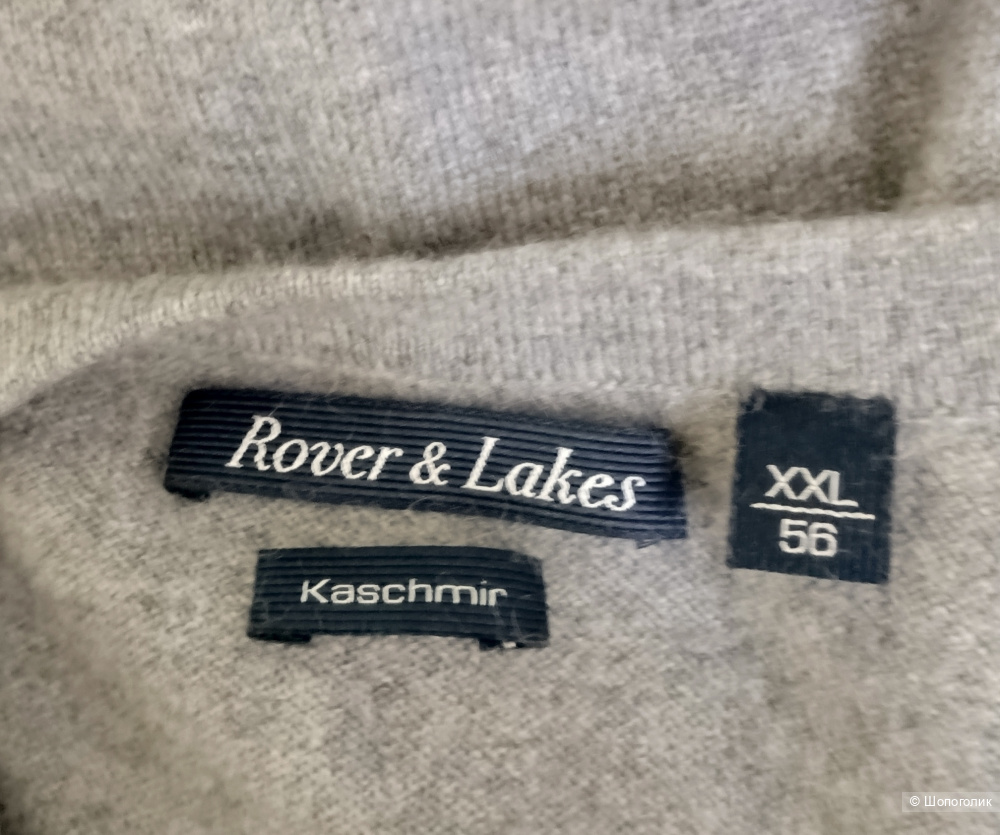 Rover & Lakes
XXL
56
Kaschmir
© Шопоголик